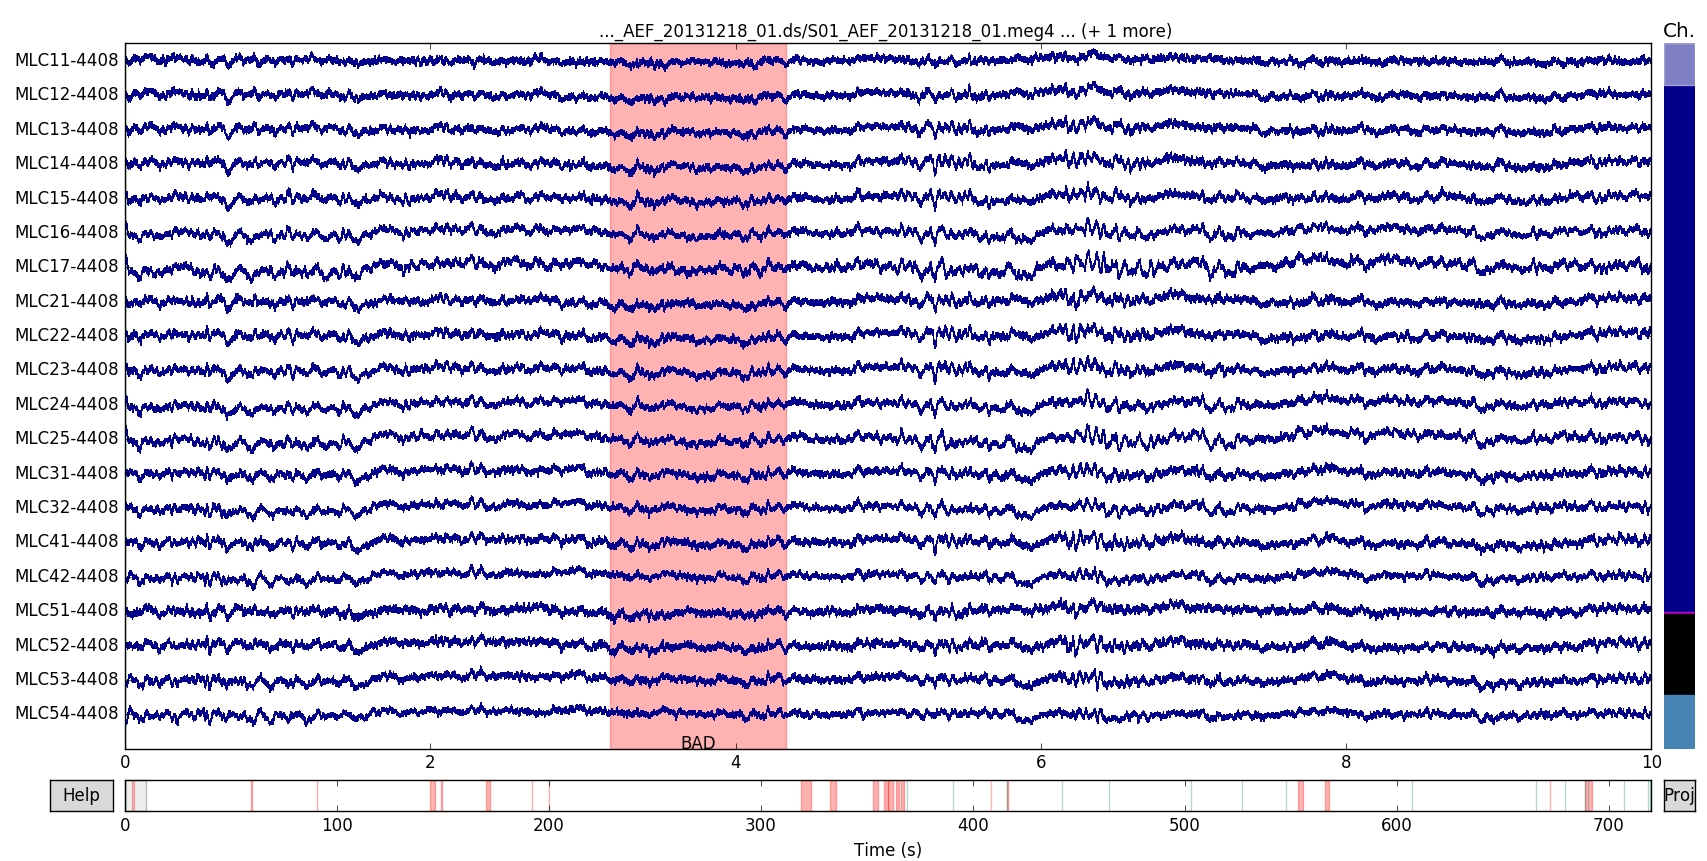 ..._AEF_20131218_01.ds/S01_AEF_20131218_01.meg4 ... (+ 1 more)
Ch.
MLC11-4408
MLC12-4408
MLC13-4408
MLC14-4408
MLC15-4408
MLC16-4408
MLC17-4408
MLC21-4408
MLC22-4408
MLC23-4408
MLC24-4408
MLC25-4408
MLC31-4408
MLC32-4408
MLC41-4408
MLC42-4408
MLC51-4408
MLC52-4408
MLC53-4408
MLC54-4408
BAD
0 2 4 6 8 10
Help
Proj
0 100 200 300 400 500 600 700
Time (s)